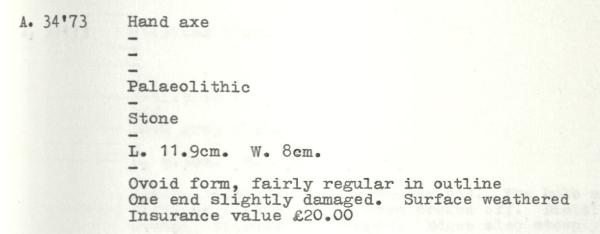 A. 34'73 Hand axe
-
-
-
Palaeolithic
-
Stone
-
L. 11.9cm. W. 8cm.
-
Ovoid form, fairly regular in outline
One end slightly damaged. Surface weathered
Insurance value £20.00